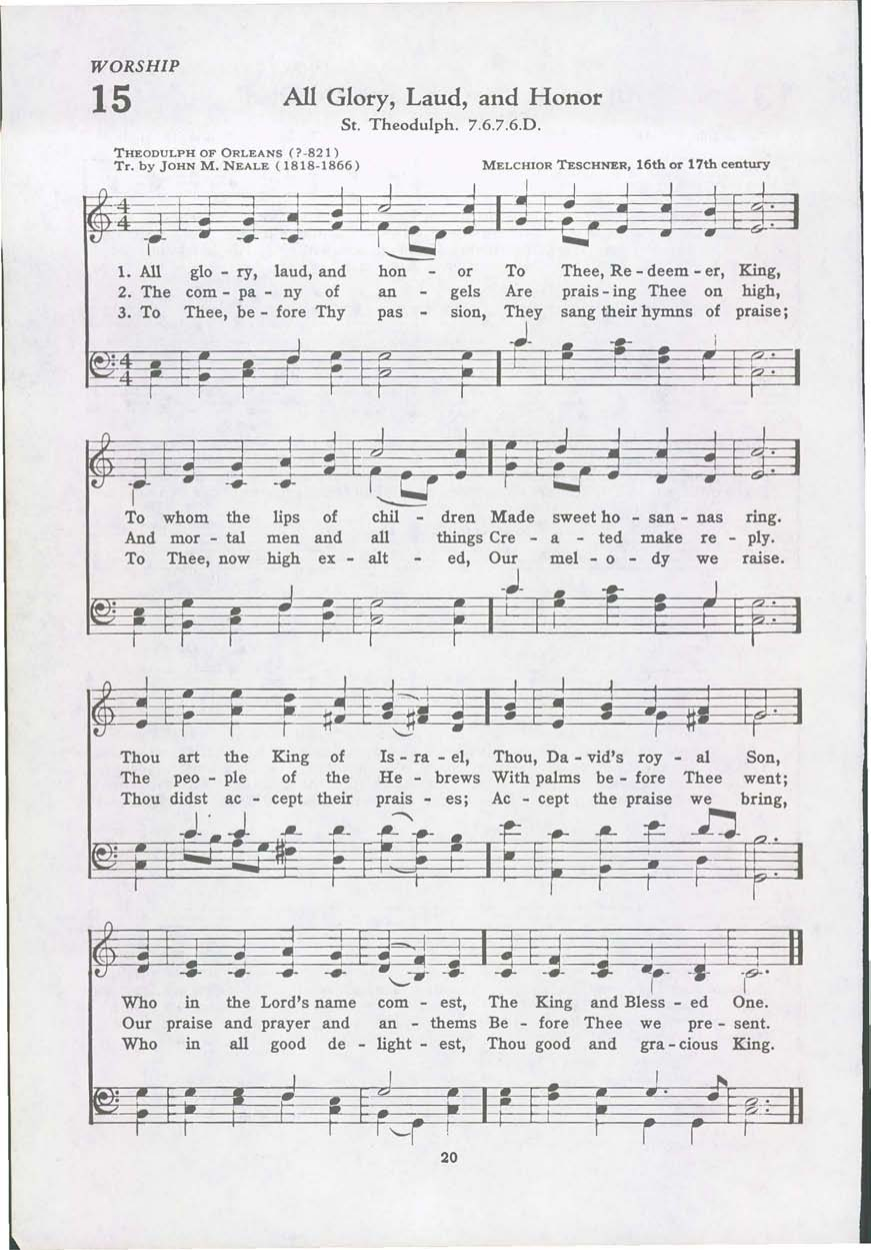 WORSHIP
15
All Glory, Laud, and Honor
St. Theodulph. 7.6.7.6.D.
THEODULPH OF ORLEANS (?-821)
Tr. by JOHN M. NEALE (1818-1866)
MELCHIOR TESCHNER, 16th or 17th century
1. All glo - ry, laud, and hon - or To Thee, Re - deem - er, King,
2. The com - pa - ny of an - gels Are prais - ing Thee on high,
3. To Thee, be - fore Thy pas - sion, They sang their hymns of praise;
To whom the lips of chil - dren Made sweet ho - san - nas ring.
And mor - tal men and all things Cre - a - ted make re - ply.
To Thee, now high ex - alt - ed, Our mel - o - dy we raise.
Thou art the King of Is - ra - el, Thou, Da - vid's roy - al Son,
The peo - ple of the He - brews With palms be - fore Thee went;
Thou didst ac - cept their prais - es; Ac - cept the praise we bring,
Who in the Lord's name com - est, The King and Bless - ed One.
Our praise and prayer and an - thems Be - fore Thee we pre - sent.
Who in all good de - light - est, Thou good and gra - cious King.
20